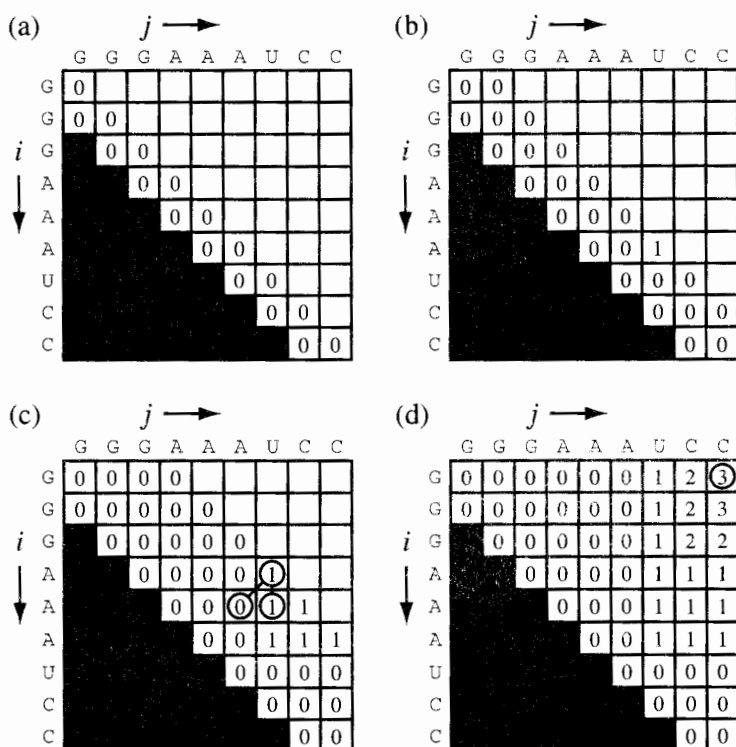 (a) j
G G G A A A U C C
G 0
G 0 0
i G 0 0
A 0 0
A 0 0
A 0 0
U 0 0
C 0 0
C 0 0
(b) j
G G G A A A U C C
G 0 0
G 0 0 0
i G 0 0 0
A 0 0 0
A 0 0 0
A 0 0 1
U 0 0 0
C 0 0 0
C 0 0
(c) j
G G G A A A U C C
G 0 0 0 0
G 0 0 0 0 0
i G 0 0 0 0 0
A 0 0 0 0 1
A 0 0 0 1 1
A 0 0 1 1 1
U 0 0 0 0
C 0 0 0
C 0 0
(d) j
G G G A A A U C C
G 0 0 0 0 0 0 1 2 3
G 0 0 0 0 0 0 1 2 3
i G 0 0 0 0 0 1 2 2
A 0 0 0 0 1 1 1
A 0 0 0 1 1 1
A 0 0 1 1 1
U 0 0 0 0
C 0 0 0
C 0 0